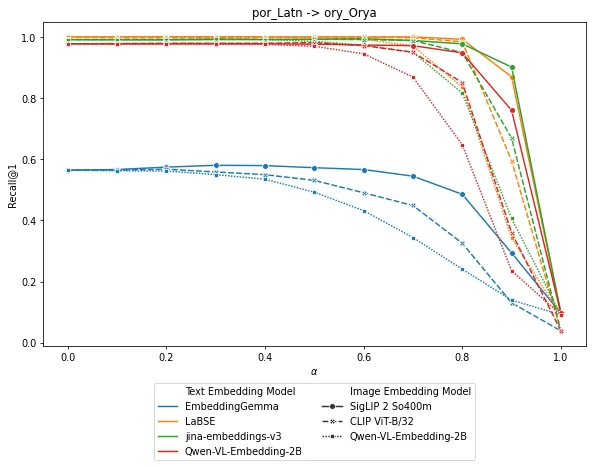 por_Latn -> ory_Orya
1.0
0.8
0.6
0.4
0.2
0.0
Recall@1
0.0 0.2 0.4 0.6 0.8 1.0
α
Text Embedding Model
EmbeddingGemma
LaBSE
jina-embeddings-v3
Qwen-VL-Embedding-2B
Image Embedding Model
SigLIP 2 So400m
CLIP ViT-B/32
Qwen-VL-Embedding-2B